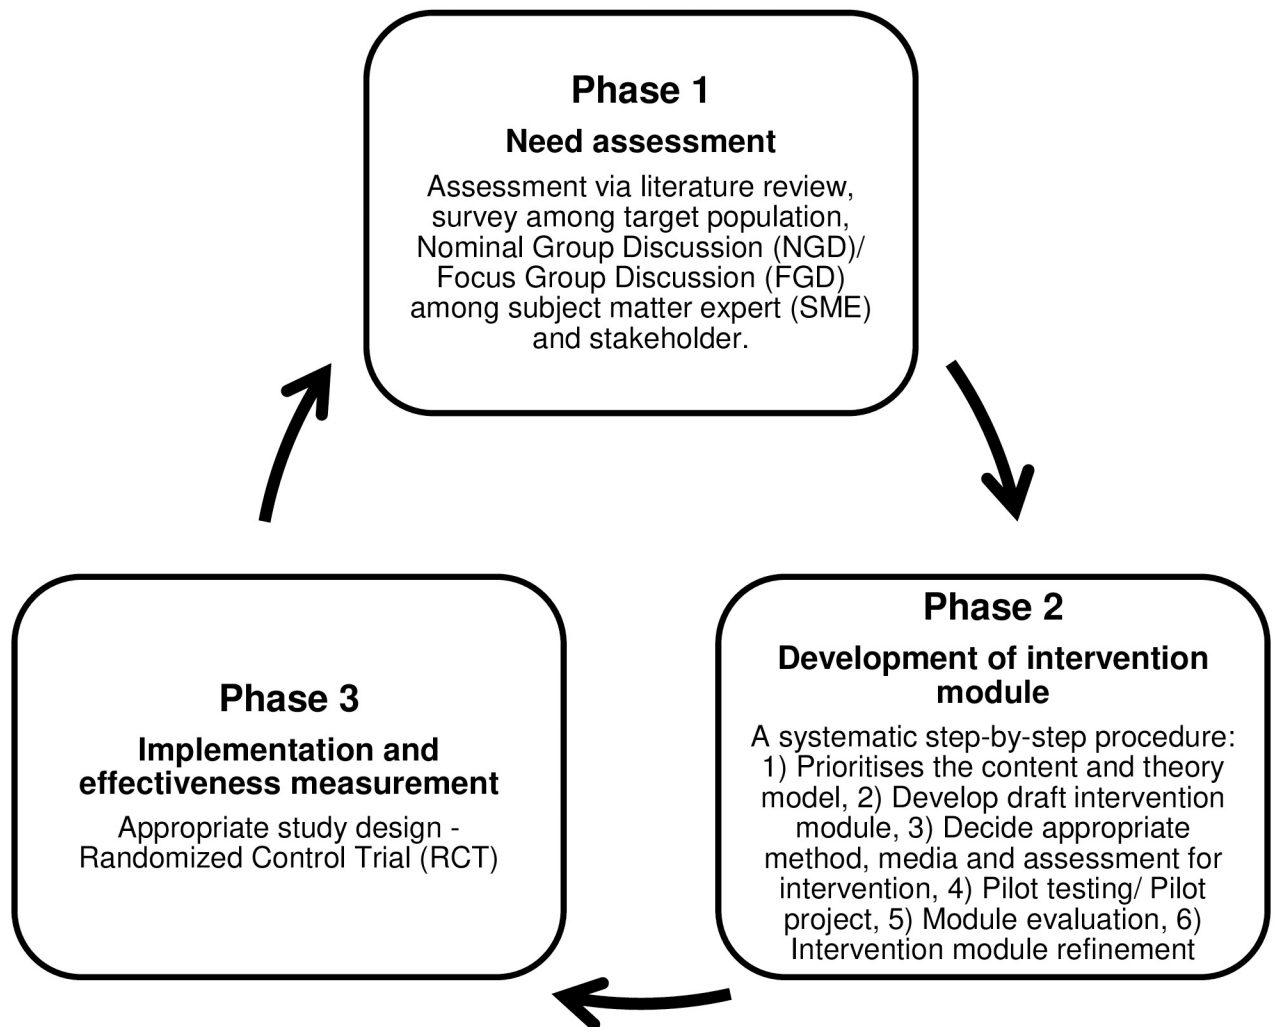 Phase 1
Need assessment
Assessment via literature review,
survey among target population,
Nominal Group Discussion (NGD)/
Focus Group Discussion (FGD)
among subject matter expert (SME)
and stakeholder.
Phase 2
Development of intervention
module
A systematic step-by-step procedure:
1) Prioritises the content and theory
model, 2) Develop draft intervention
module, 3) Decide appropriate
method, media and assessment for
intervention, 4) Pilot testing/ Pilot
project, 5) Module evaluation, 6)
Intervention module refinement
Phase 3
Implementation and
effectiveness measurement
Appropriate study design -
Randomized Control Trial (RCT)